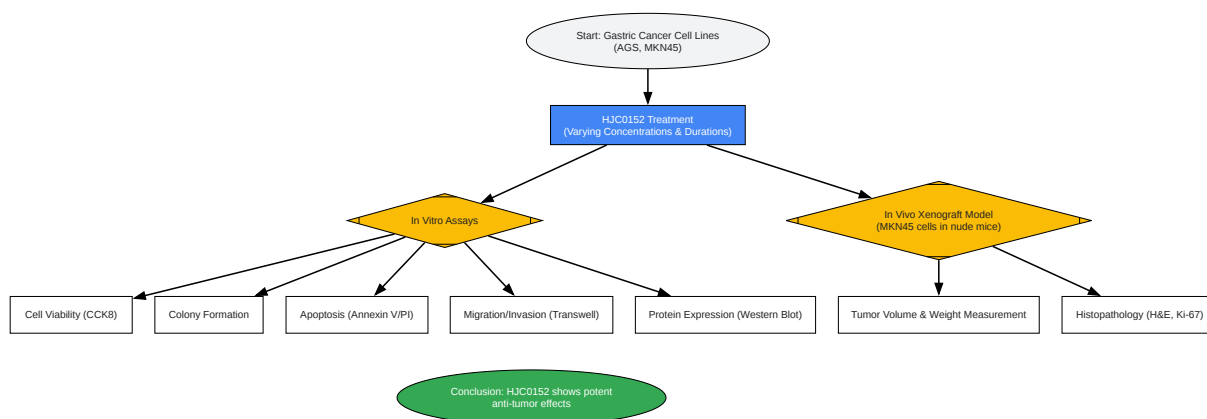 Start: Gastric Cancer Cell Lines
(AGS, MKN45)
HJC0152 Treatment
(Varying Concentrations & Durations)
In Vitro Assays
In Vivo Xenograft Model
(MKN45 cells in nude mice)
Cell Viability (CCK8)
Colony Formation
Apoptosis (Annexin V/PI)
Migration/Invasion (Transwell)
Protein Expression (Western Blot)
Tumor Volume & Weight Measurement
Histopathology (H&E, Ki-67)
Conclusion: HJC0152 shows potent
anti-tumor effects